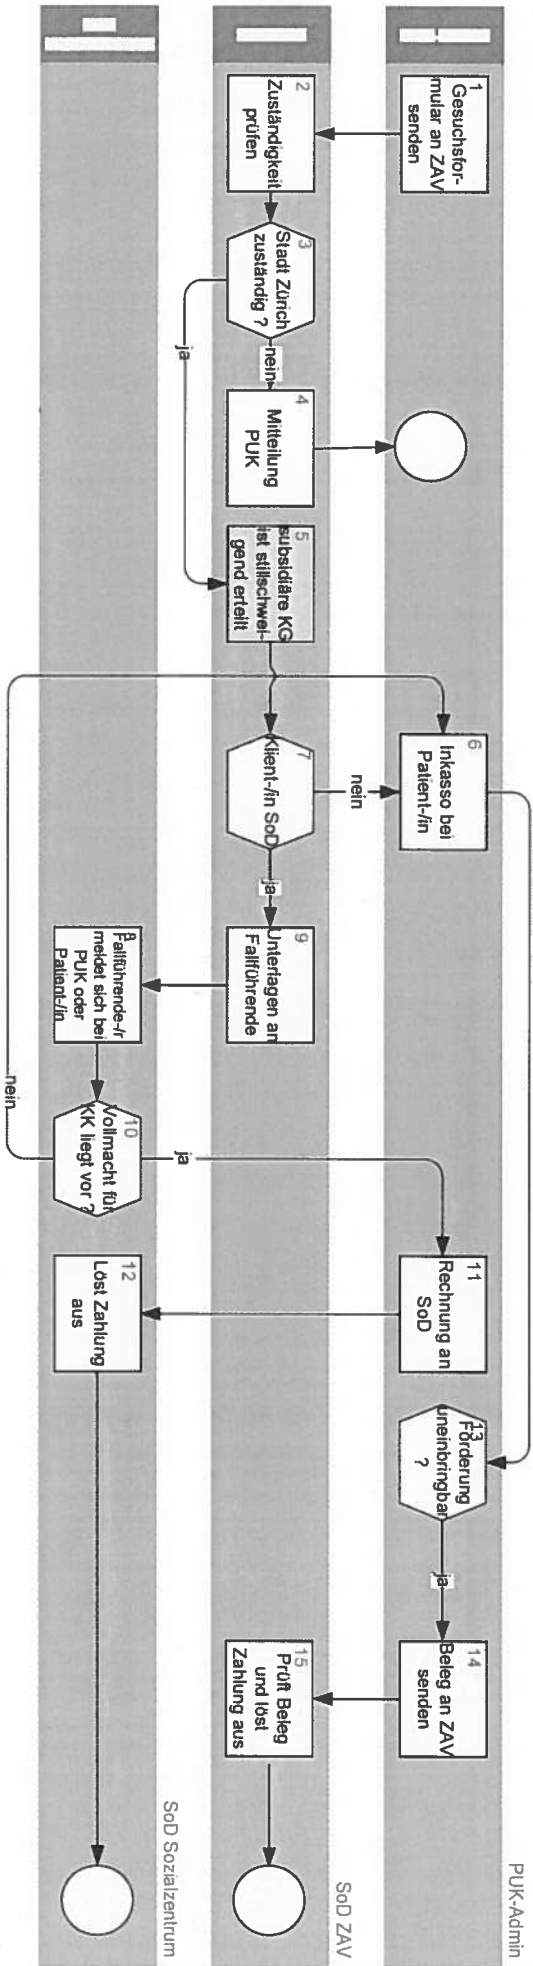 PUK-Admin
1
Gesuchsfor-
mular an ZAV
senden
6
Inkasso bei
Patient-/in
11
Rechnung an
SoD
13
Forderung
uneinbringbar
?
ja
14
Beleg an ZAV
senden
SoD ZAV
2
Zuständigkeit
prüfen
3
Stadt Zürich
zuständig ?
nein
ja
4
Mitteilung
PUK
5
subsidiäre KG
ist stillschwei-
gend erteilt
7
Klient-/in SoD
nein
ja
9
Unterlagen an
Fallführende
15
Prüft Beleg
und löst
Zahlung aus
SoD Sozialzentrum
8
Fallführende-/r
meldet sich bei
PUK oder
Patient-/in
10
Vollmacht für
KK liegt vor ?
ja
nein
12
Löst Zahlung
aus